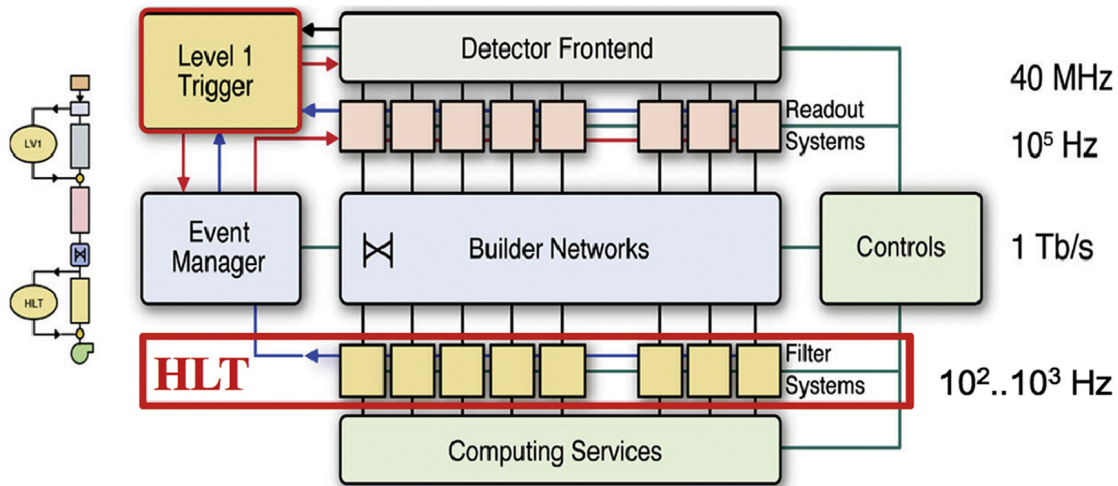 Level 1
Trigger
Detector Frontend
40 MHz
Readout
Systems
10⁵ Hz
LV1
Event
Manager
Builder Networks
Controls
1 Tb/s
HLT
HLT
Filter
Systems
10²..10³ Hz
Computing Services